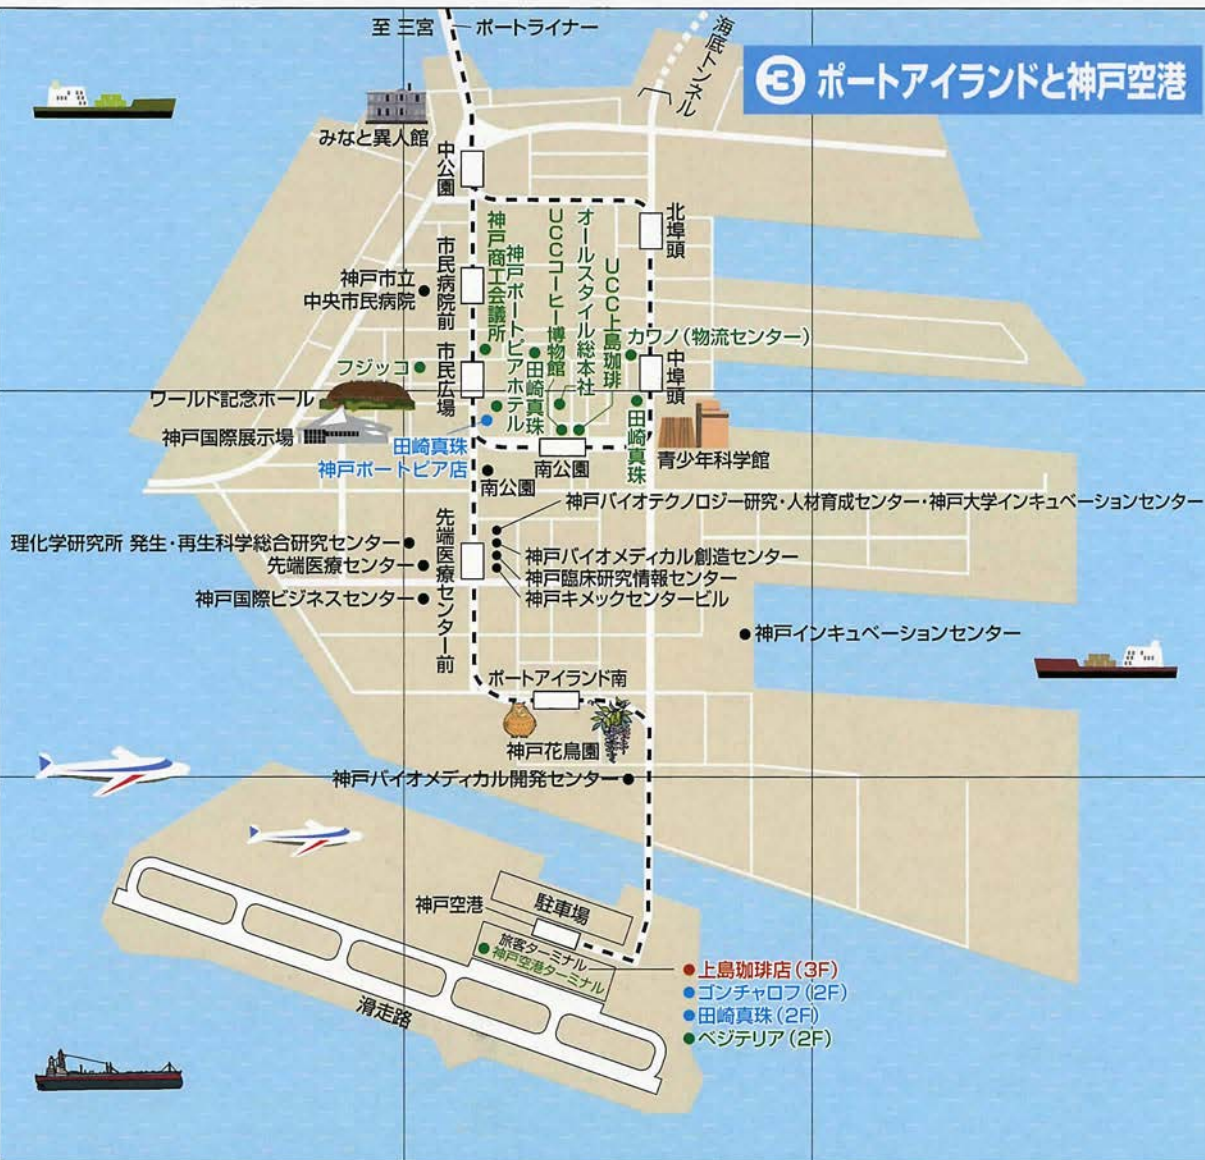 至 三宮
ポートライナー
海底トンネル
③ ポートアイランドと神戸空港
みなと異人館
中公園
北埠頭
神戸市立
中央市民病院
市民病院前
神戸商工会議所
神戸ポートピアホテル
田崎真珠
UCCコーヒー博物館
オールスタイル総本社
UCC上島珈琲
カワノ(物流センター)
中埠頭
フジッコ
市民広場
ワールド記念ホール
神戸国際展示場
田崎真珠
神戸ポートピア店
南公園
南公園
田崎真珠
青少年科学館
神戸バイオテクノロジー研究・人材育成センター・神戸大学インキュベーションセンター
理化学研究所 発生・再生科学総合研究センター
先端医療センター
神戸国際ビジネスセンター
先端医療センター前
神戸バイオメディカル創造センター
神戸臨床研究情報センター
神戸キメックセンタービル
神戸インキュベーションセンター
ポートアイランド南
神戸花鳥園
神戸バイオメディカル開発センター
神戸空港
駐車場
旅客ターミナル
神戸空港ターミナル
滑走路
上島珈琲店(3F)
ゴンチャロフ(2F)
田崎真珠(2F)
ベジテリア(2F)